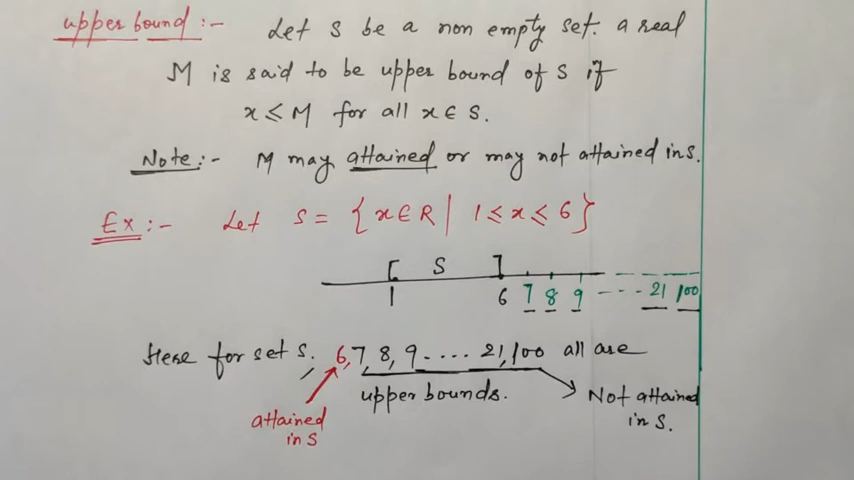 upper bound :- Let S be a non empty set. a real
M is said to be upper bound of S if
x ≤ M for all x ∈ S.
Note :- M may attained or may not attained in S.
Ex :- Let S = { x ∈ R | 1 ≤ x ≤ 6 }
[ S ]
1 6 7 8 9 ---- 21 100
Here for set S. 6, 7, 8, 9 ..... 21, 100 all are
upper bounds. Not attained
in S.
attained
in S